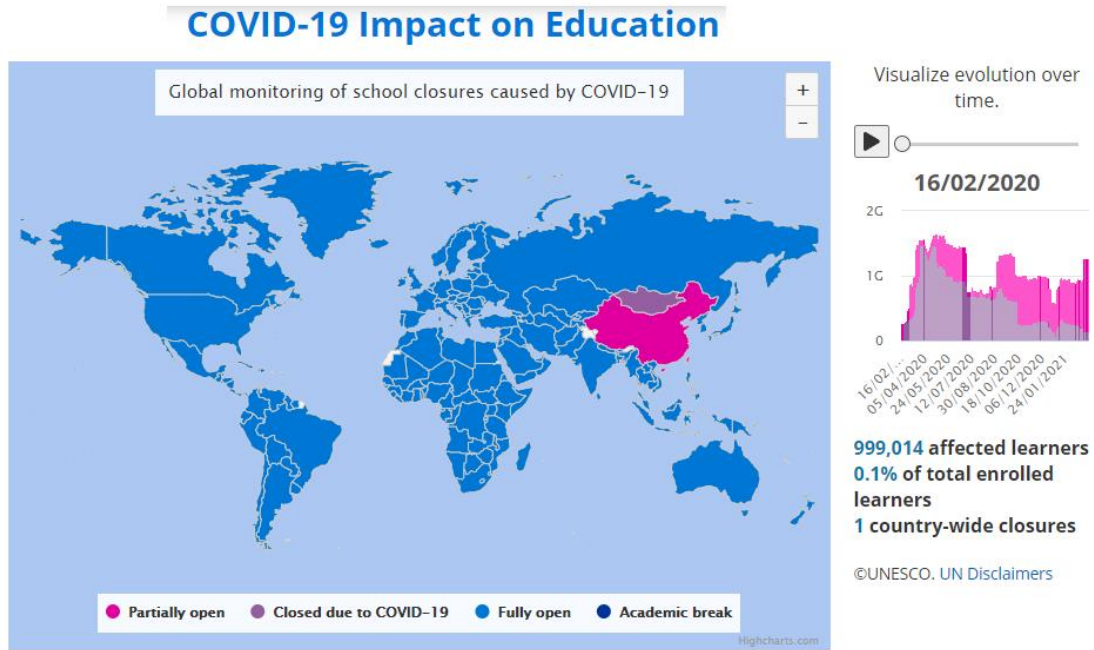 COVID-19 Impact on Education
Global monitoring of school closures caused by COVID-19
+
−
Visualize evolution over
time.
16/02/2020
2G
1G
0
16/02/...
05/04/2020
24/05/2020
12/07/2020
30/08/2020
18/10/2020
06/12/2020
24/01/2021
999,014 affected learners
0.1% of total enrolled
learners
1 country-wide closures
©UNESCO. UN Disclaimers
Partially open
Closed due to COVID-19
Fully open
Academic break
Highcharts.com